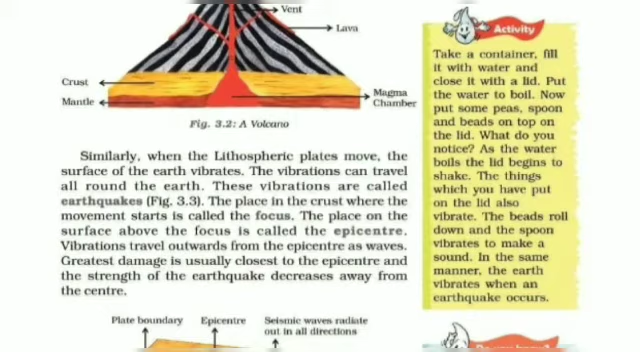 Vent
Lava
Crust
Mantle
Magma
Chamber
Fig. 3.2: A Volcano
Similarly, when the Lithospheric plates move, the
surface of the earth vibrates. The vibrations can travel
all round the earth. These vibrations are called
earthquakes (Fig. 3.3). The place in the crust where the
movement starts is called the focus. The place on the
surface above the focus is called the epicentre.
Vibrations travel outwards from the epicentre as waves.
Greatest damage is usually closest to the epicentre and
the strength of the earthquake decreases away from
the centre.
Plate boundary
Epicentre
Seismic waves radiate
out in all directions
Activity
Take a container, fill
it with water and
close it with a lid. Put
the water to boil. Now
put some peas, spoon
and beads on top on
the lid. What do you
notice? As the water
boils the lid begins to
shake. The things
which you have put
on the lid also
vibrate. The beads roll
down and the spoon
vibrates to make a
sound. In the same
manner, the earth
vibrates when an
earthquake occurs.